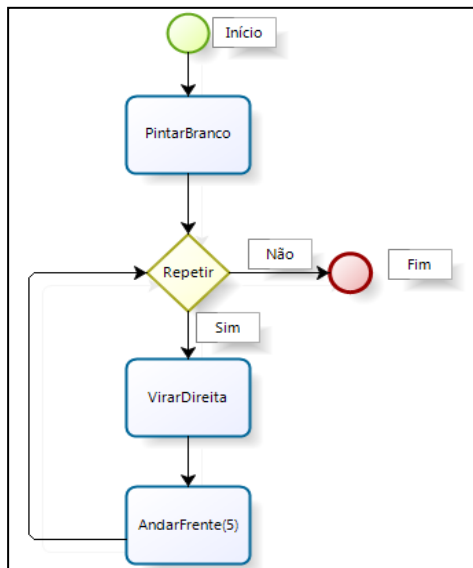 Início
PintarBranco
Repetir
Não
Fim
Sim
VirarDireita
AndarFrente(5)